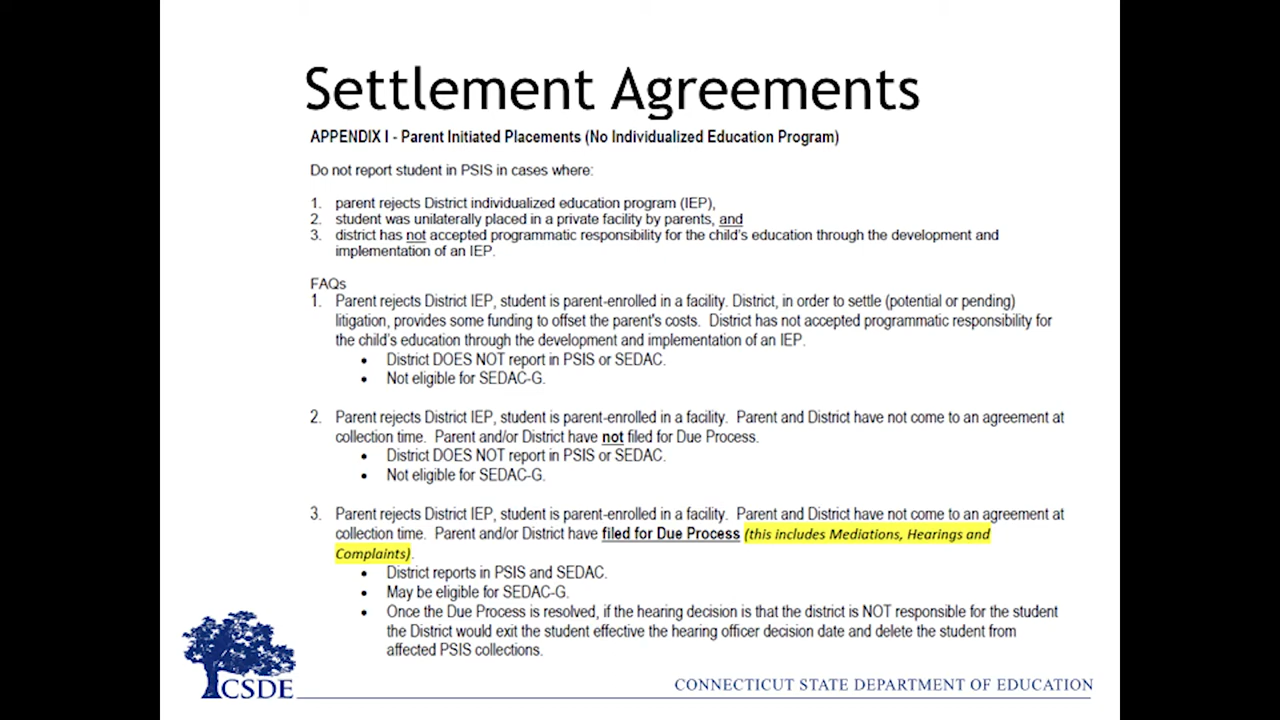 Settlement Agreements
APPENDIX I - Parent Initiated Placements (No Individualized Education Program)
Do not report student in PSIS in cases where:
1. parent rejects District individualized education program (IEP),
2. student was unilaterally placed in a private facility by parents, and
3. district has not accepted programmatic responsibility for the child's education through the development and
implementation of an IEP.
FAQs
1. Parent rejects District IEP, student is parent-enrolled in a facility. District, in order to settle (potential or pending)
litigation, provides some funding to offset the parent's costs. District has not accepted programmatic responsibility for
the child's education through the development and implementation of an IEP.
• District DOES NOT report in PSIS or SEDAC.
• Not eligible for SEDAC-G.
2. Parent rejects District IEP, student is parent-enrolled in a facility. Parent and District have not come to an agreement at
collection time. Parent and/or District have not filed for Due Process.
• District DOES NOT report in PSIS or SEDAC.
• Not eligible for SEDAC-G.
3. Parent rejects District IEP, student is parent-enrolled in a facility. Parent and District have not come to an agreement at
collection time. Parent and/or District have filed for Due Process (this includes Mediations, Hearings and
Complaints).
• District reports in PSIS and SEDAC.
• May be eligible for SEDAC-G.
• Once the Due Process is resolved, if the hearing decision is that the district is NOT responsible for the student
the District would exit the student effective the hearing officer decision date and delete the student from
affected PSIS collections.
CSDE
CONNECTICUT STATE DEPARTMENT OF EDUCATION